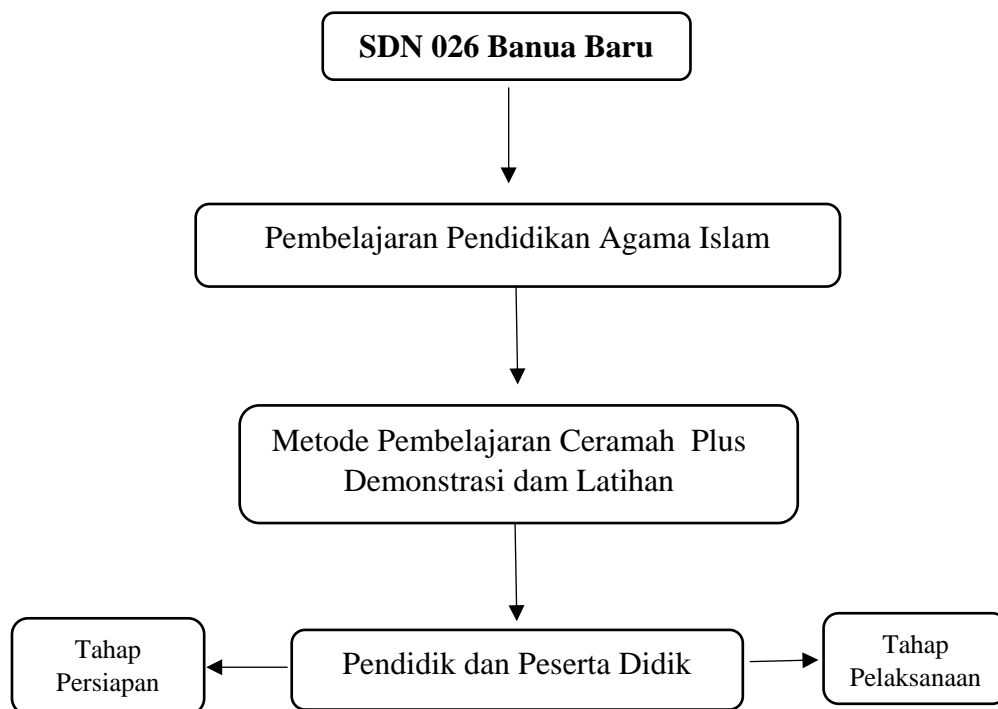 SDN 026 Banua Baru
Pembelajaran Pendidikan Agama Islam
Metode Pembelajaran Ceramah Plus
Demonstrasi dam Latihan
Tahap
Persiapan
Pendidik dan Peserta Didik
Tahap
Pelaksanaan